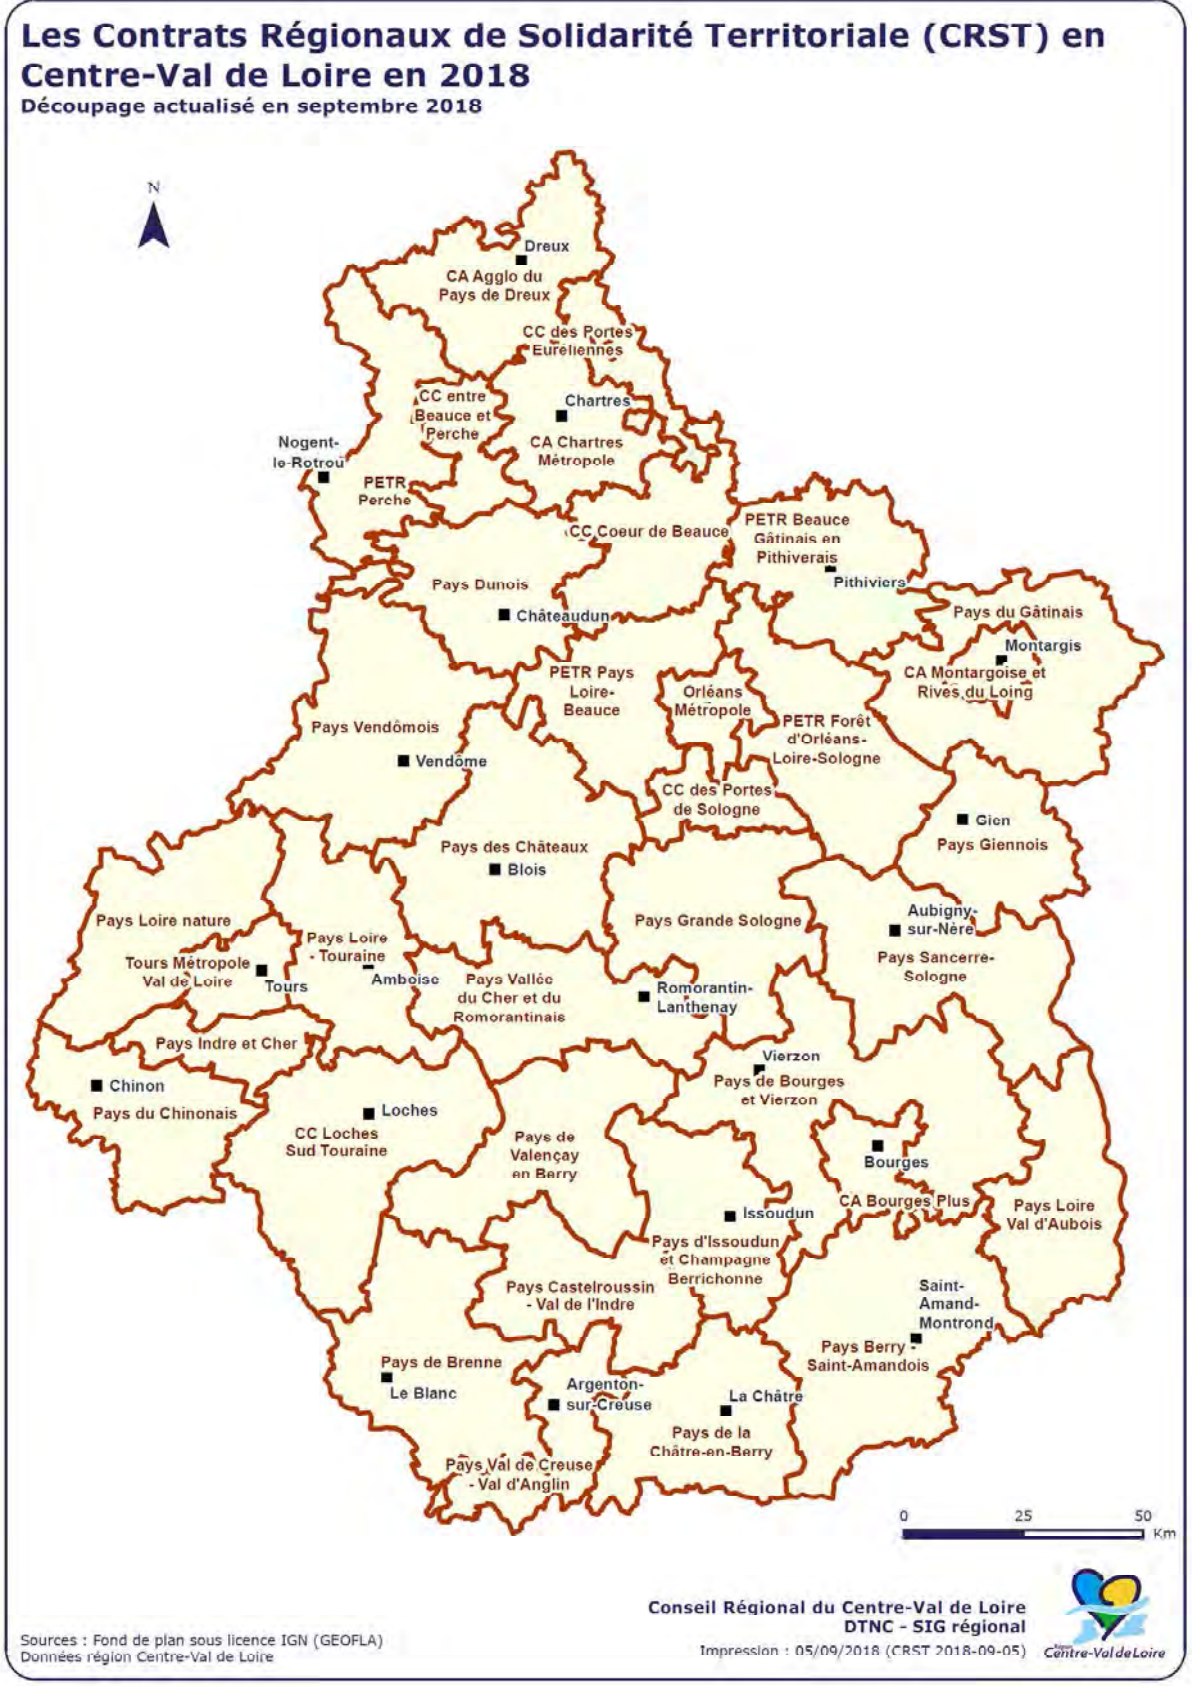 Les Contrats Régionaux de Solidarité Territoriale (CRST) en
Centre-Val de Loire en 2018
Découpage actualisé en septembre 2018
N
Dreux
CA Agglo du
Pays de Dreux
CC des Portes
Euréliennes
CC entre
Beauce et
Perche
Chartres
CA Chartres
Métropole
Nogent-
le-Rotrou
PETR
Perche
CC Coeur de Beauce
PETR Beauce
Gâtinais en
Pithiverais
Pithiviers
Pays Dunois
Châteaudun
Pays du Gâtinais
Montargis
CA Montargoise et
Rives du Loing
PETR Pays
Loire-
Beauce
Orléans
Métropole
PETR Forêt
d'Orléans-
Loire-Sologne
Pays Vendômois
Vendôme
CC des Portes
de Sologne
Gien
Pays Giennois
Pays des Châteaux
Blois
Pays Loire nature
Pays Grande Sologne
Aubigny-
sur-Nère
Pays Sancerre-
Sologne
Pays Loire
- Touraine
Amboise
Tours Métropole
Val de Loire
Tours
Pays Vallée
du Cher et du
Romorantinais
Romorantin-
Lanthenay
Pays Indre et Cher
Vierzon
Pays de Bourges
et Vierzon
Chinon
Pays du Chinonais
Loches
CC Loches
Sud Touraine
Pays de
Valençay
en Berry
Bourges
CA Bourges Plus
Pays Loire
Val d'Aubois
Issoudun
Pays d'Issoudun
et Champagne
Berrichonne
Pays Castelroussin
- Val de l'Indre
Saint-
Amand-
Montrond
Pays Berry -
Saint-Amandois
Pays de Brenne
Le Blanc
Argenton-
sur-Creuse
La Châtre
Pays de la
Châtre-en-Berry
Pays Val de Creuse
- Val d'Anglin
0 25 50
Km
Conseil Régional du Centre-Val de Loire
DTNC - SIG régional
Impression : 05/09/2018 (CRST 2018-09-05)
Centre-Val de Loire
Sources : Fond de plan sous licence IGN (GEOFLA)
Données région Centre-Val de Loire